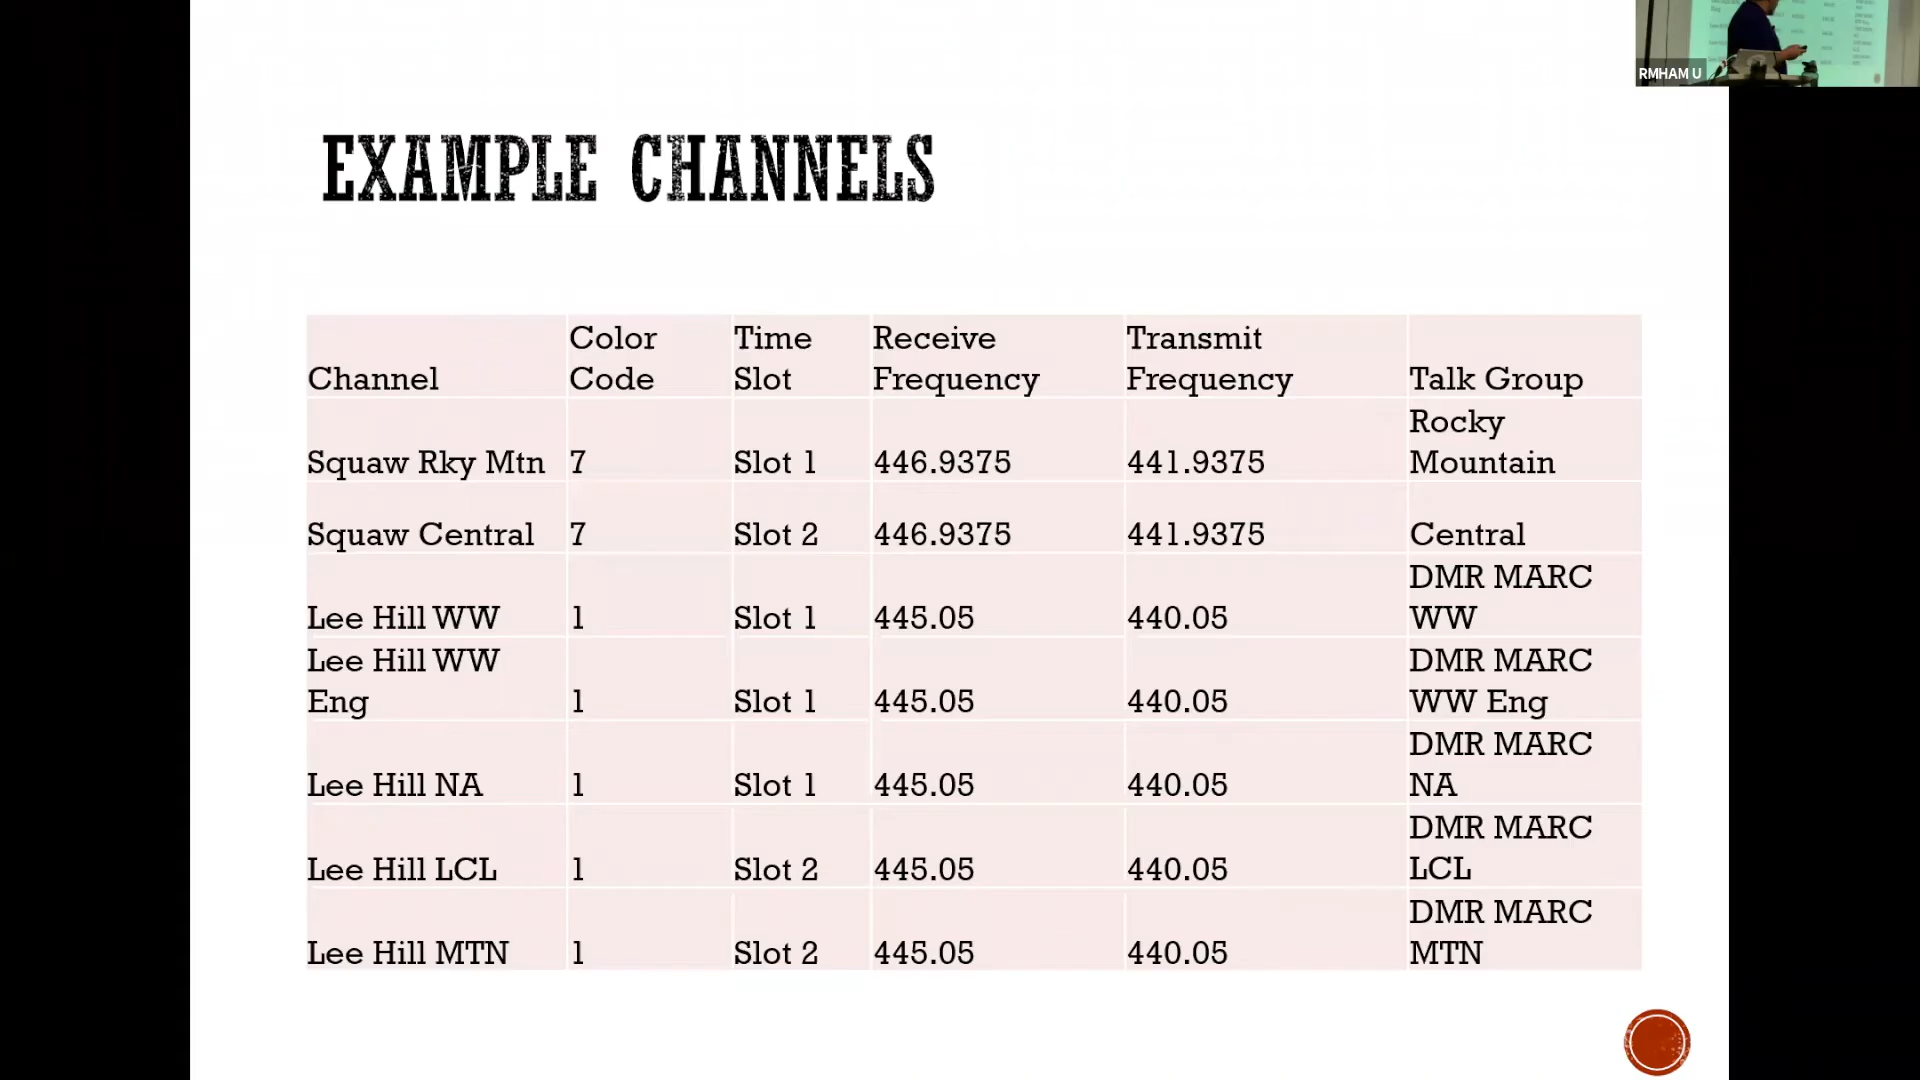 RMHAM U
EXAMPLE CHANNELS
Channel Color Code Time Slot Receive Frequency Transmit Frequency Talk Group
Squaw Rky Mtn 7 Slot 1 446.9375 441.9375 Rocky Mountain
Squaw Central 7 Slot 2 446.9375 441.9375 Central
Lee Hill WW 1 Slot 1 445.05 440.05 DMR MARC WW
Lee Hill WW Eng 1 Slot 1 445.05 440.05 DMR MARC WW Eng
Lee Hill NA 1 Slot 1 445.05 440.05 DMR MARC NA
Lee Hill LCL 1 Slot 2 445.05 440.05 DMR MARC LCL
Lee Hill MTN 1 Slot 2 445.05 440.05 DMR MARC MTN